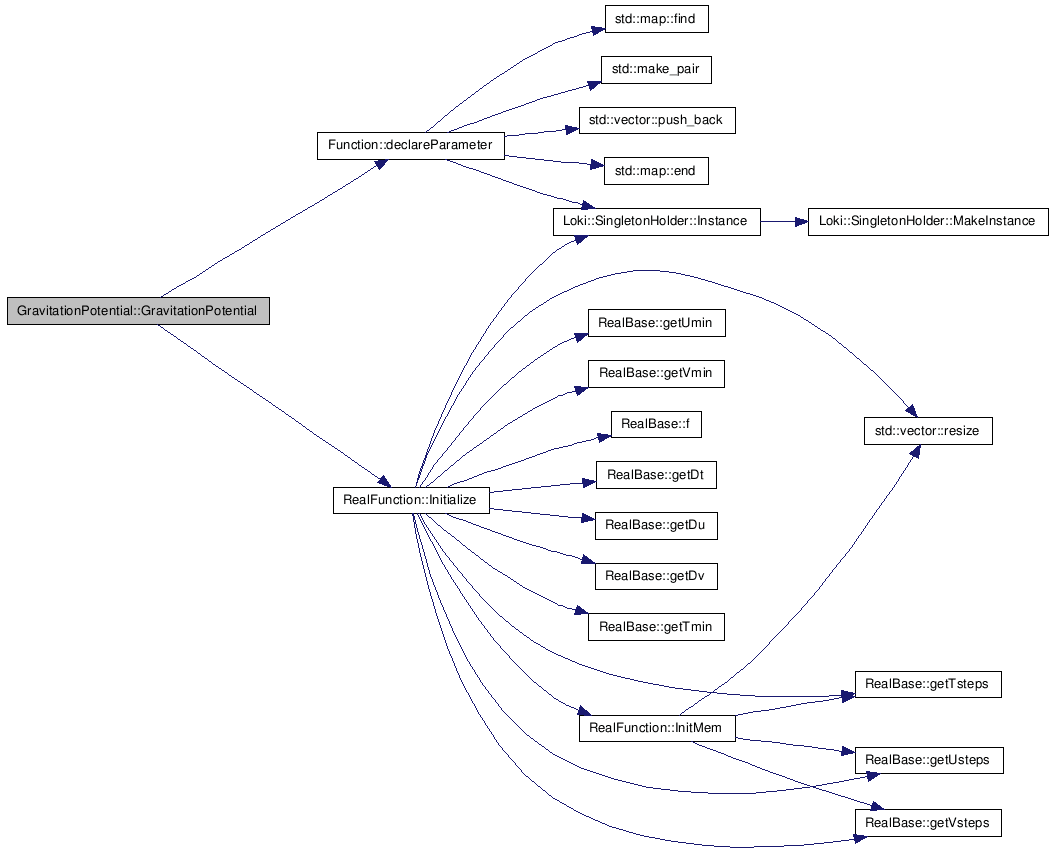 std::map::find
std::make_pair
std::vector::push_back
Function::declareParameter
std::map::end
Loki::SingletonHolder::Instance
Loki::SingletonHolder::MakeInstance
GravitationPotential::GravitationPotential
RealBase::getUmin
RealBase::getVmin
RealBase::f
std::vector::resize
RealBase::getDt
RealFunction::Initialize
RealBase::getDu
RealBase::getDv
RealBase::getTmin
RealBase::getTsteps
RealFunction::InitMem
RealBase::getUsteps
RealBase::getVsteps